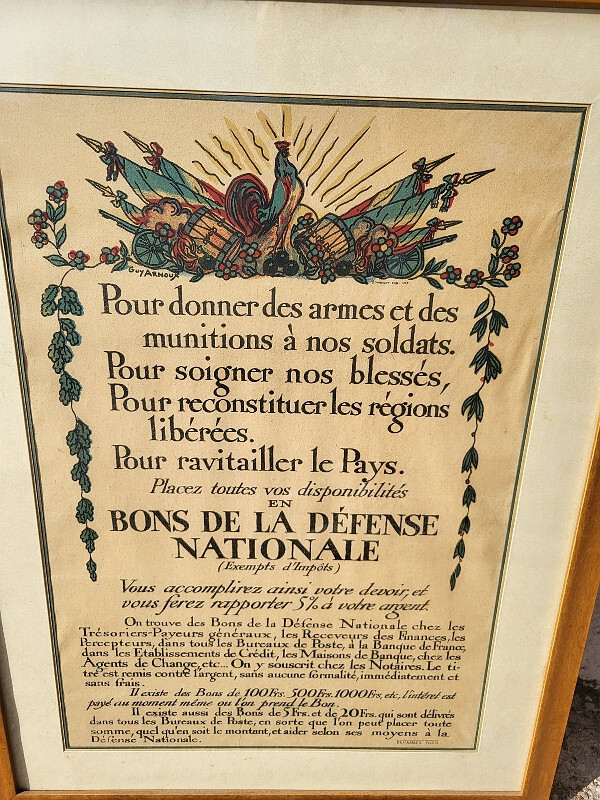 GUY ARNOUX
Pour donner des armes et des
munitions à nos soldats.
Pour soigner nos blessés,
Pour reconstituer les régions
libérées.
Pour ravitailler le Pays.
Placez toutes vos disponibilités
EN
BONS DE LA DÉFENSE
NATIONALE
(Exempts d'Impôts)
Vous accomplirez ainsi votre devoir, et
vous ferez rapporter 5% à votre argent.
On trouve des Bons de la Défense Nationale chez les
Trésoriers-Payeurs généraux, les Receveurs des Finances, les
Percepteurs, dans tous les Bureaux de Poste, à la Banque de France,
dans les Etablissements de Crédit, les Maisons de Banque, chez les
Agents de Change, etc... On y souscrit chez les Notaires. Le ti-
tre est remis contre l'argent, sans aucune formalité, immédiatement et
sans frais.
Il existe des Bons de 100 Frs. 500 Frs. 1000 Frs, etc, l'intérêt est
payé au moment même ou l'on prend le Bon.
Il existe aussi des Bons de 5 Frs. et de 20 Frs. qui sont délivrés
dans tous les Bureaux de Poste, en sorte que l'on peut placer toute
somme, quel qu'en soit le montant, et aider selon ses moyens à la
Défense Nationale.